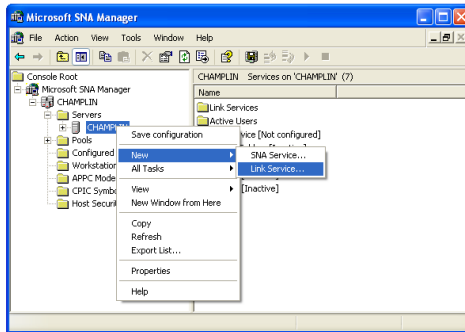 Microsoft SNA Manager
File Action View Tools Window Help
Console Root
Microsoft SNA Manager
CHAMPLIN
Servers
CHAMPLIN
Pools
Configured
Workstation
APPC Mode
CPIC Symbo
Host Securi
CHAMPLIN Services on 'CHAMPLIN' (7)
Name
Link Services
Active Users
vice [Not configured]
[Inactive]
Save configuration
New
All Tasks
View
New Window from Here
Copy
Refresh
Export List...
Properties
Help
SNA Service...
Link Service...